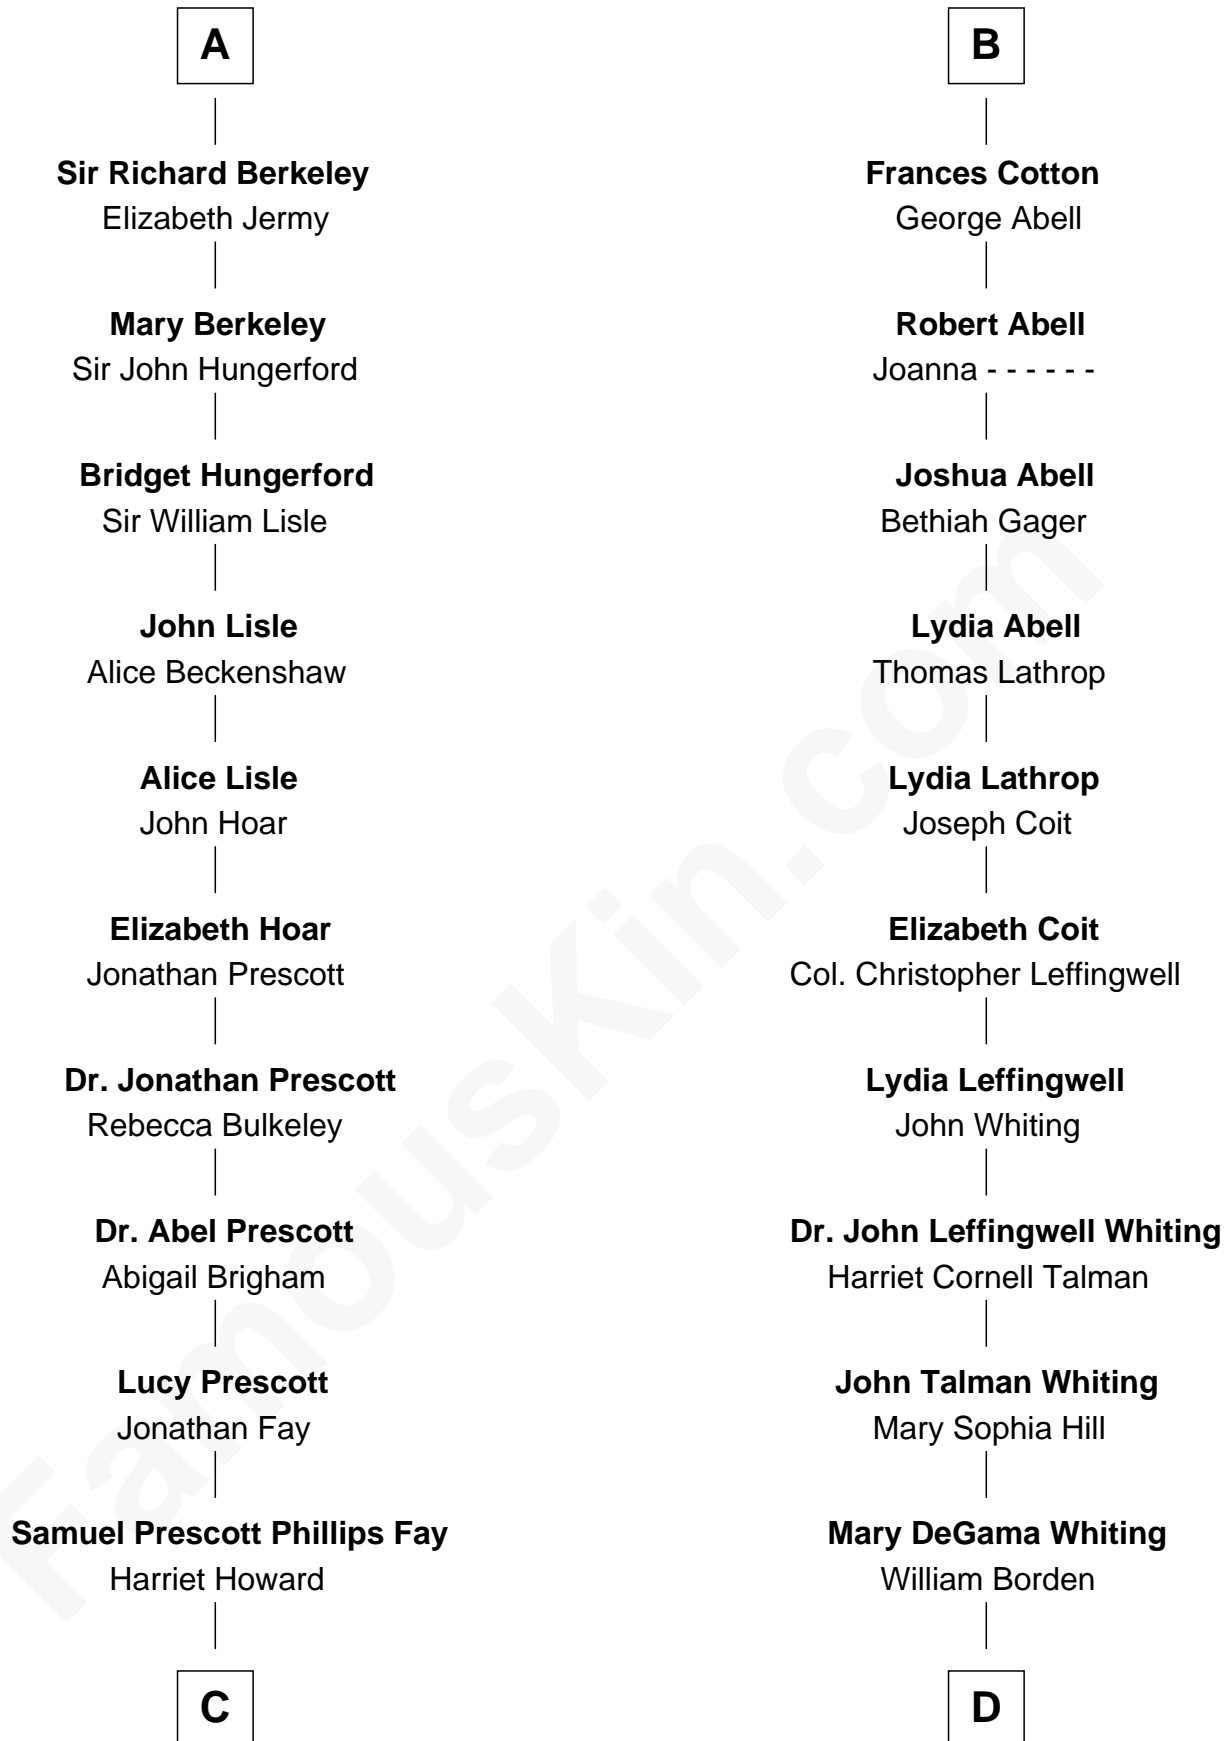 A
Sir Richard Berkeley
Elizabeth Jermy
Mary Berkeley
Sir John Hungerford
Bridget Hungerford
Sir William Lisle
John Lisle
Alice Beckenshaw
Alice Lisle
John Hoar
Elizabeth Hoar
Jonathan Prescott
Dr. Jonathan Prescott
Rebecca Bulkeley
Dr. Abel Prescott
Abigail Brigham
Lucy Prescott
Jonathan Fay
Samuel Prescott Phillips Fay
Harriet Howard
C
B
Frances Cotton
George Abell
Robert Abell
Joanna - - - - - -
Joshua Abell
Bethiah Gager
Lydia Abell
Thomas Lathrop
Lydia Lathrop
Joseph Coit
Elizabeth Coit
Col. Christopher Leffingwell
Lydia Leffingwell
John Whiting
Dr. John Leffingwell Whiting
Harriet Cornell Talman
John Talman Whiting
Mary Sophia Hill
Mary DeGama Whiting
William Borden
D
FamousKin.com